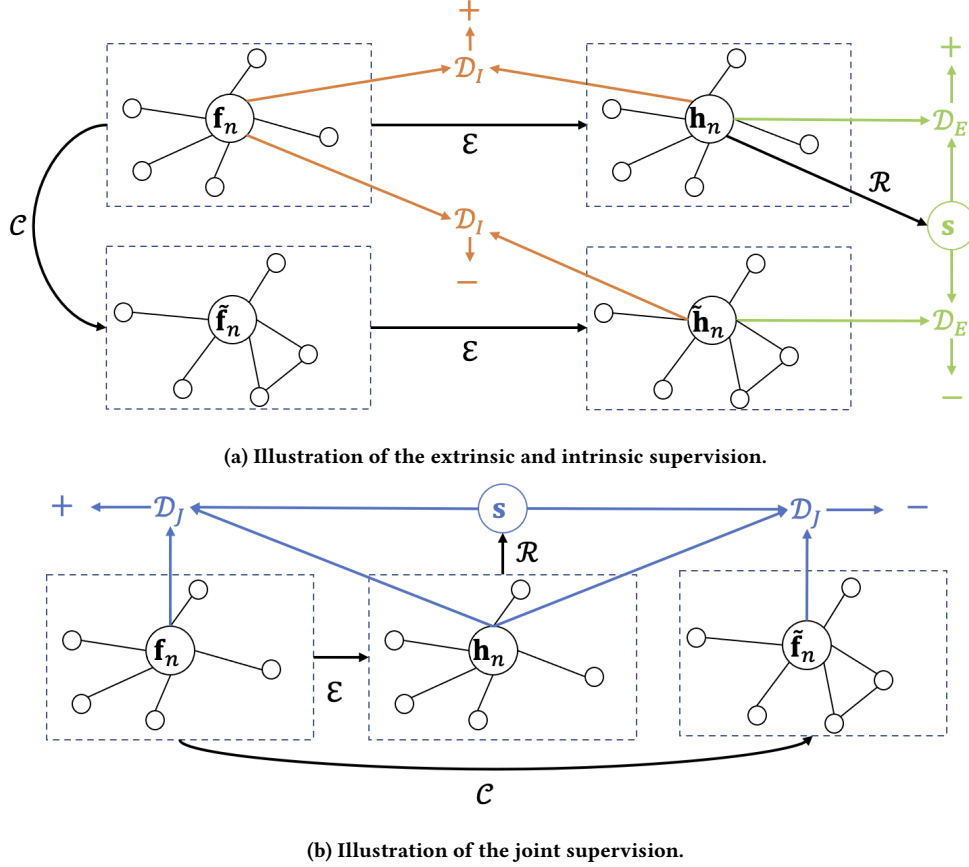 +
𝒟_I
𝐟_n
ℰ
𝐡_n
+
𝒟_E
ℛ
𝒞
𝒟_I
−
𝐬
𝐟̃_n
ℰ
𝐡̃_n
𝒟_E
−
(a) Illustration of the extrinsic and intrinsic supervision.
+
𝒟_J
𝐬
𝒟_J
−
ℛ
𝐟_n
ℰ
𝐡_n
𝐟̃_n
𝒞
(b) Illustration of the joint supervision.